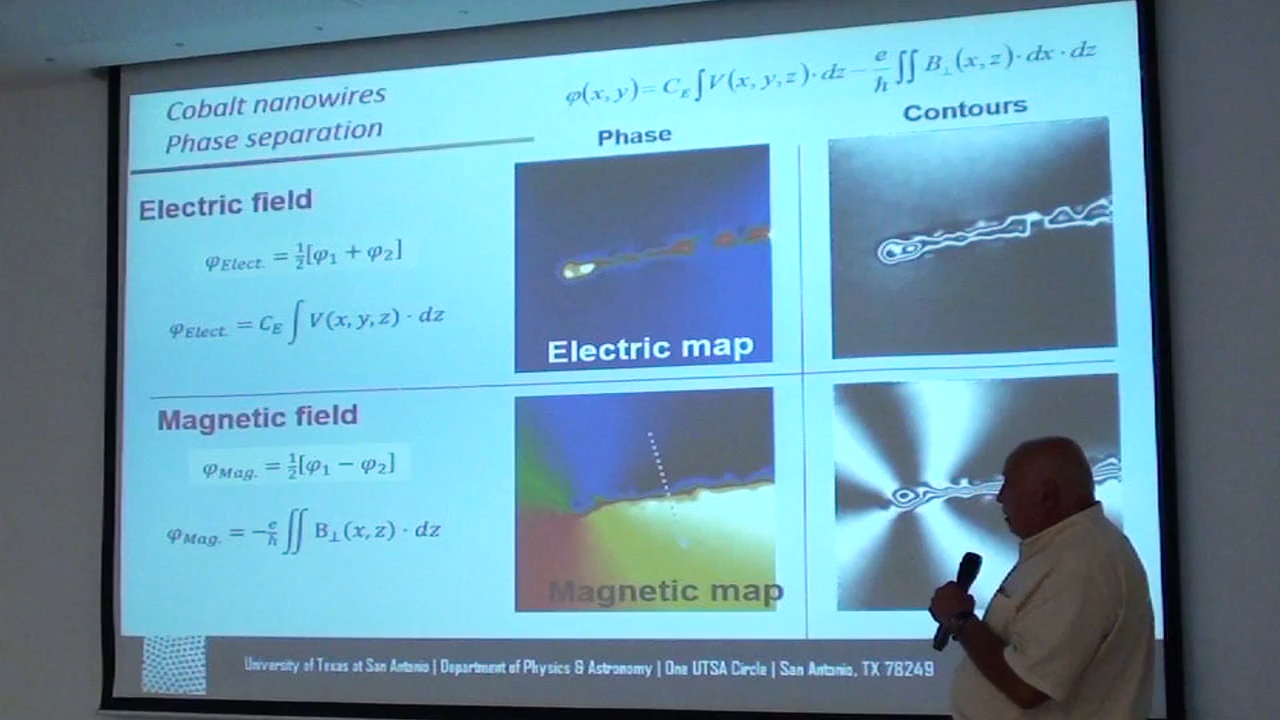 Cobalt nanowires
Phase separation
φ(x, y)= C_E ∫V(x, y, z)· dz − e/ħ ∬ B_⊥(x, z)· dx · dz
Phase
Contours
Electric field
φ_Elect. = ½[φ₁ + φ₂]
φ_Elect. = C_E ∫ V(x, y, z) · dz
Electric map
Magnetic field
φ_Mag. = ½[φ₁ − φ₂]
φ_Mag. = −e/ħ ∬ B_⊥(x, z) · dz
Magnetic map
University of Texas at San Antonio | Department of Physics & Astronomy | One UTSA Circle | San Antonio, TX 78249